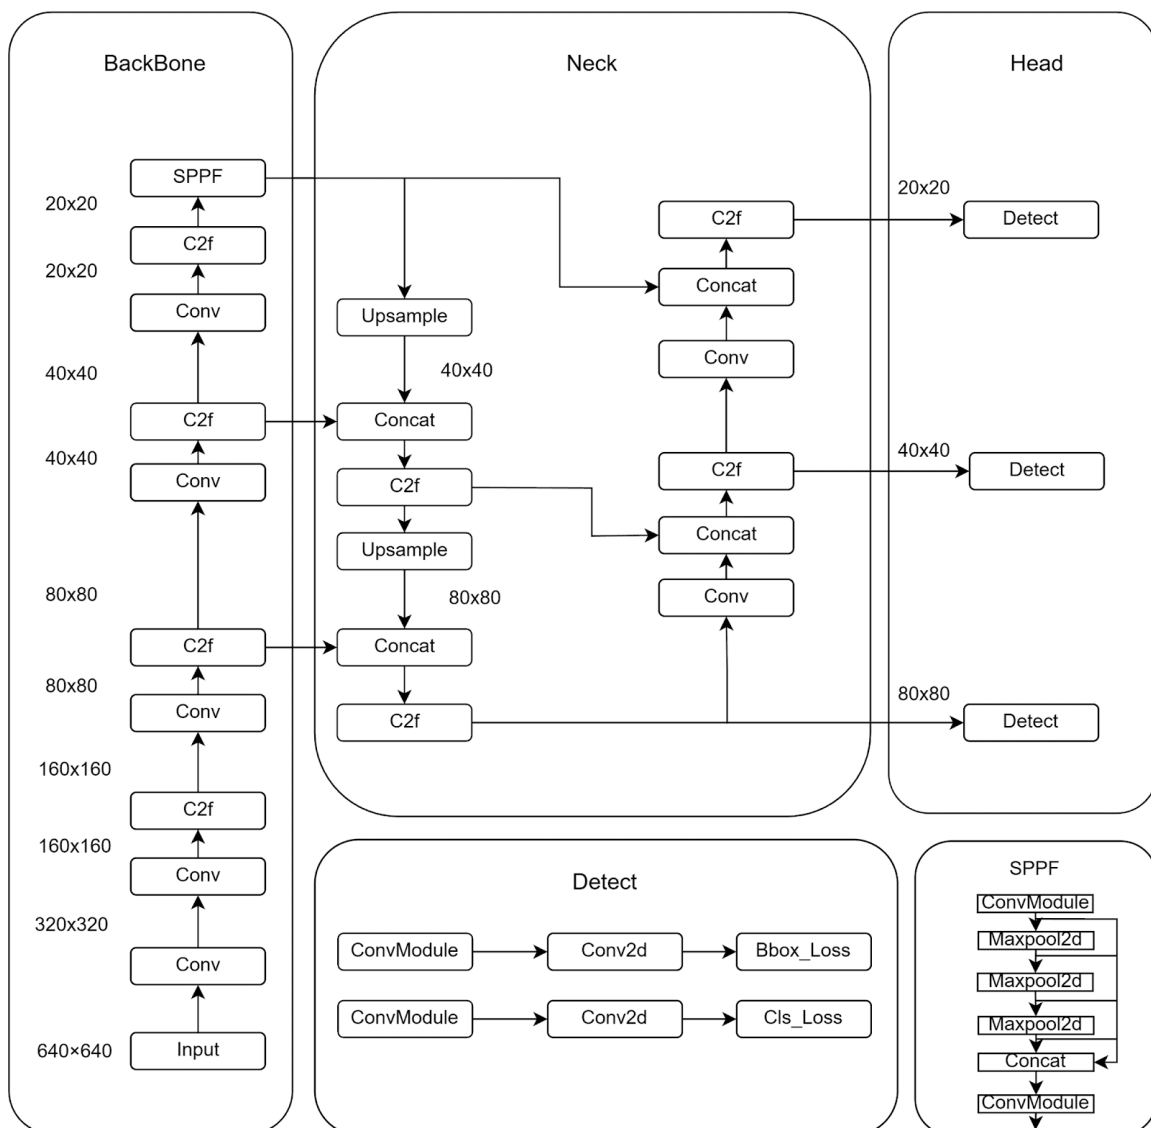 BackBone
SPPF
20x20
C2f
20x20
Conv
40x40
C2f
40x40
Conv
80x80
C2f
80x80
Conv
160x160
C2f
160x160
Conv
320x320
Conv
640×640
Input
Neck
Upsample
40x40
Concat
C2f
Upsample
80x80
Concat
C2f
C2f
Concat
Conv
C2f
Concat
Conv
Head
20x20
Detect
40x40
Detect
80x80
Detect
Detect
ConvModule
Conv2d
Bbox_Loss
ConvModule
Conv2d
Cls_Loss
SPPF
ConvModule
Maxpool2d
Maxpool2d
Maxpool2d
Concat
ConvModule